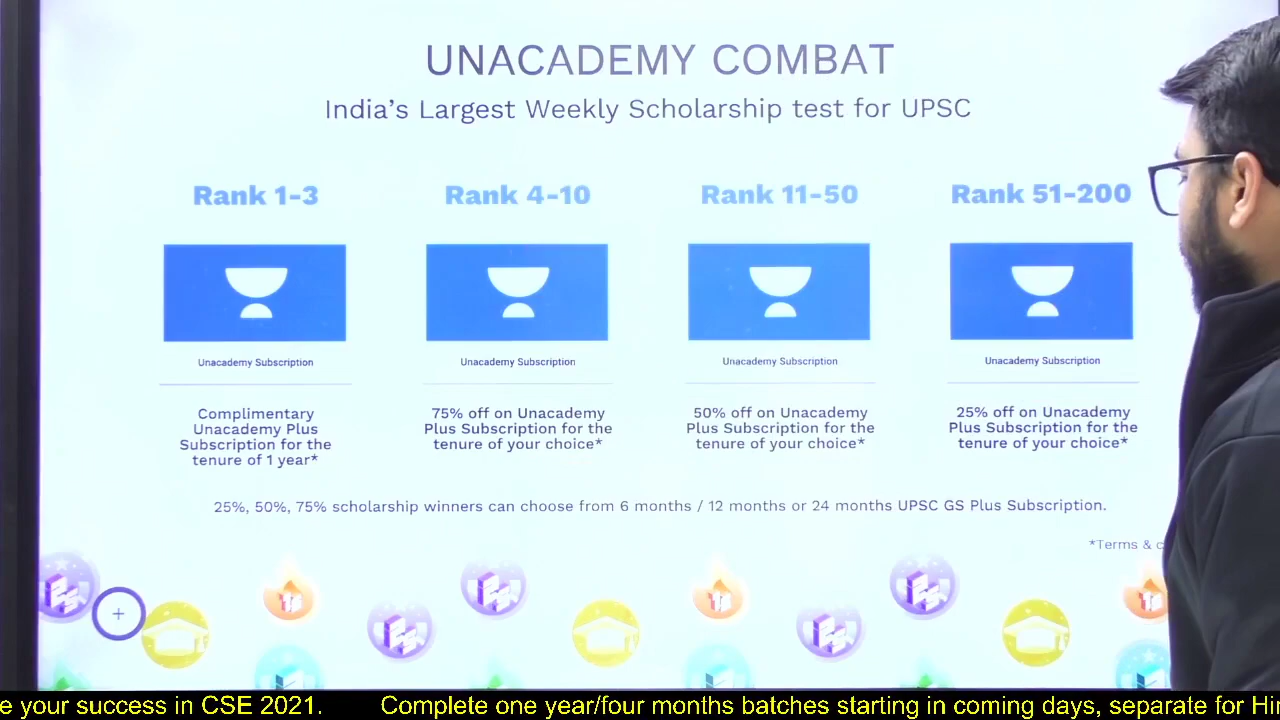 UNACADEMY COMBAT
India's Largest Weekly Scholarship test for UPSC
Rank 1-3
Rank 4-10
Rank 11-50
Rank 51-200
Unacademy Subscription
Unacademy Subscription
Unacademy Subscription
Unacademy Subscription
Complimentary
Unacademy Plus
Subscription for the
tenure of 1 year*
75% off on Unacademy
Plus Subscription for the
tenure of your choice*
50% off on Unacademy
Plus Subscription for the
tenure of your choice*
25% off on Unacademy
Plus Subscription for the
tenure of your choice*
25%, 50%, 75% scholarship winners can choose from 6 months / 12 months or 24 months UPSC GS Plus Subscription.
*Terms &
your success in CSE 2021. Complete one year/four months batches starting in coming days, separate for